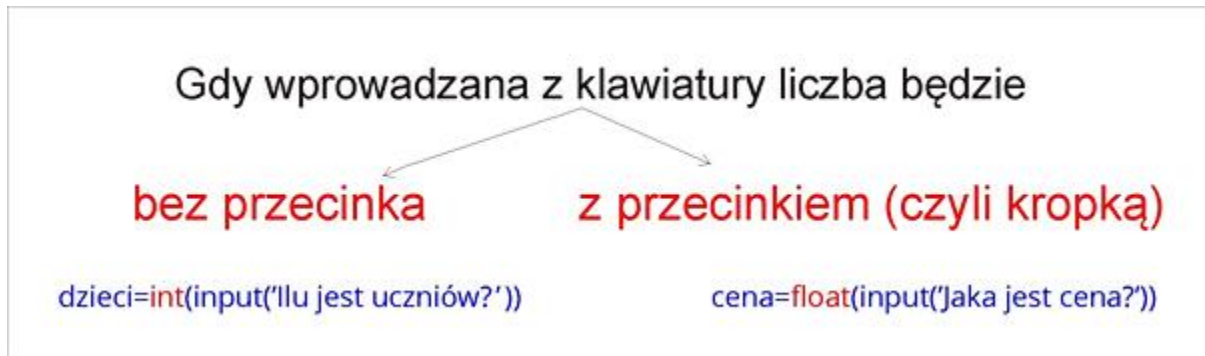 Gdy wprowadzana z klawiatury liczba będzie
bez przecinka
z przecinkiem (czyli kropką)
dzieci=int(input('Ilu jest uczniów?'))
cena=float(input('Jaka jest cena?'))